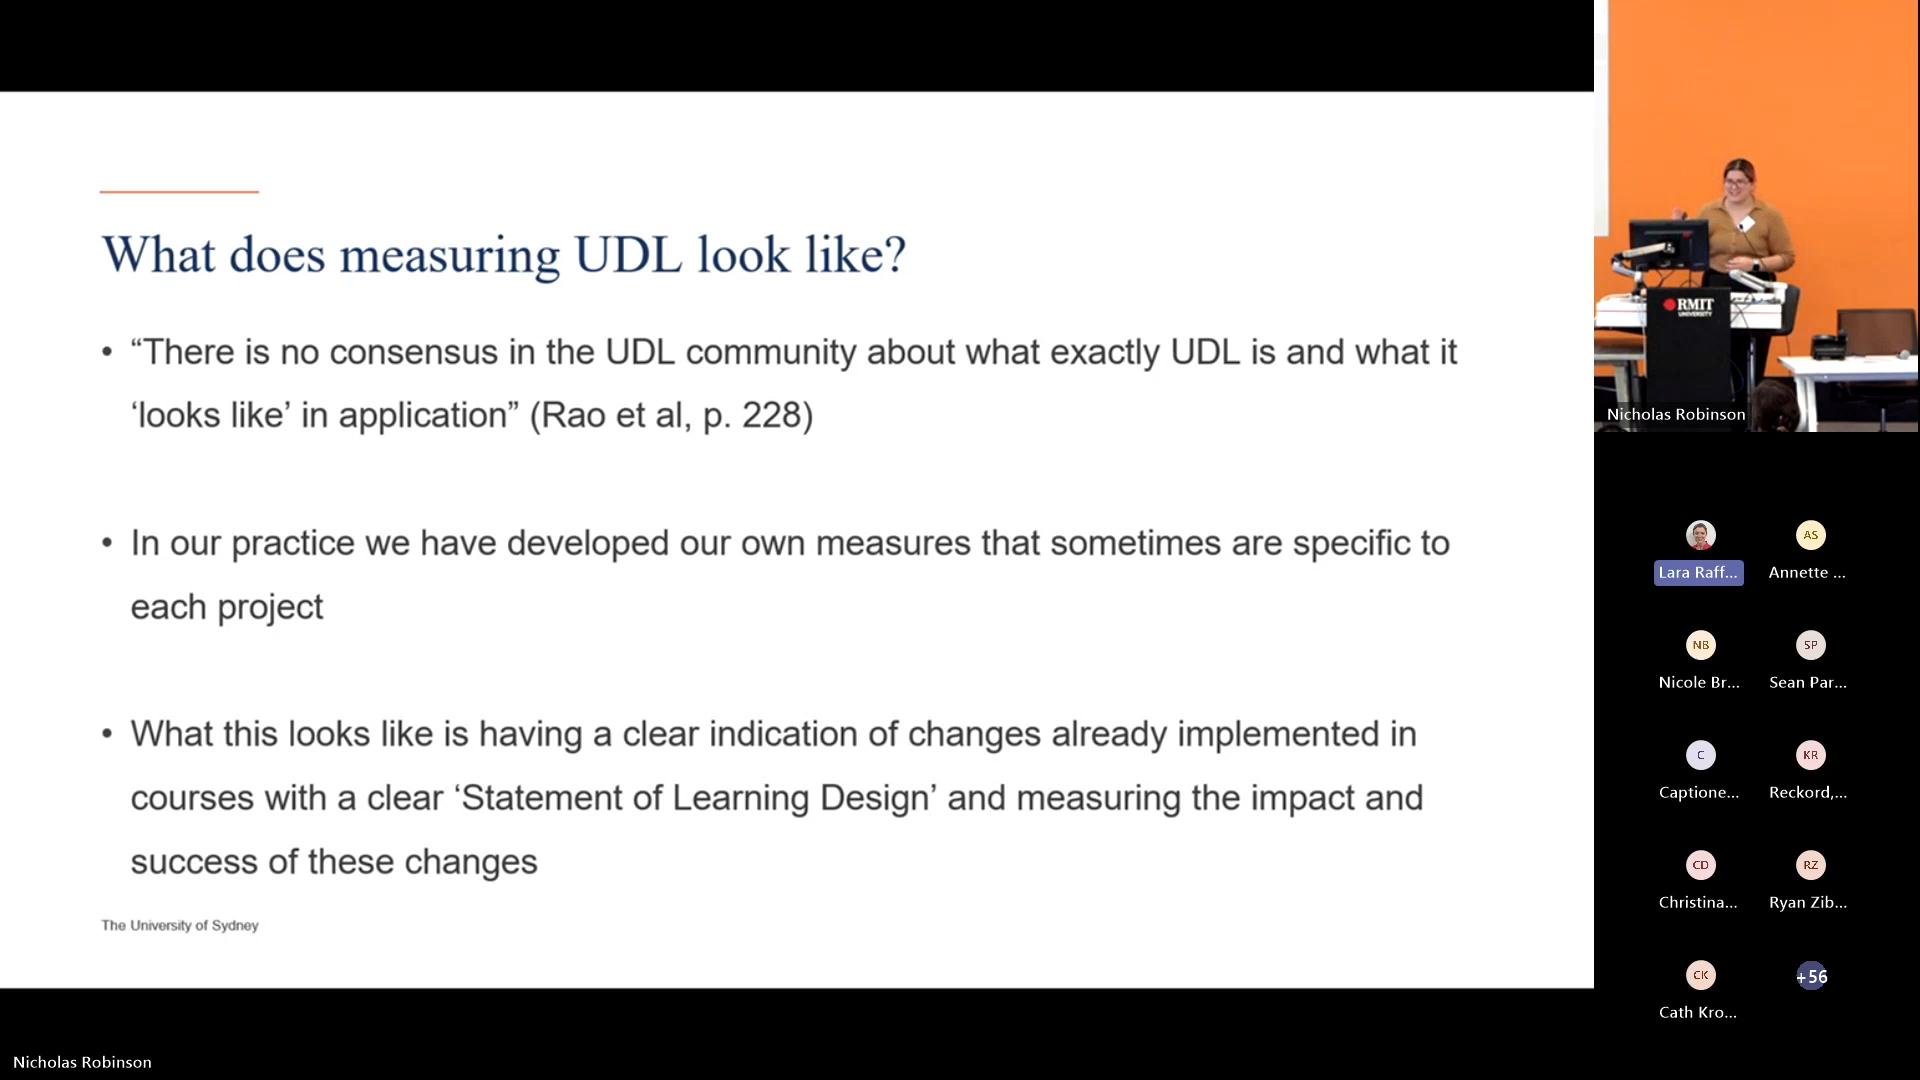 What does measuring UDL look like?
• “There is no consensus in the UDL community about what exactly UDL is and what it
‘looks like’ in application” (Rao et al, p. 228)
• In our practice we have developed our own measures that sometimes are specific to
each project
• What this looks like is having a clear indication of changes already implemented in
courses with a clear ‘Statement of Learning Design’ and measuring the impact and
success of these changes
The University of Sydney
Nicholas Robinson
RMIT
UNIVERSITY
Nicholas Robinson
Lara Raff...
AS
Annette ...
NB
Nicole Br...
SP
Sean Par...
C
Captione...
KR
Reckord,...
CD
Christina...
RZ
Ryan Zib...
CK
Cath Kro...
+56